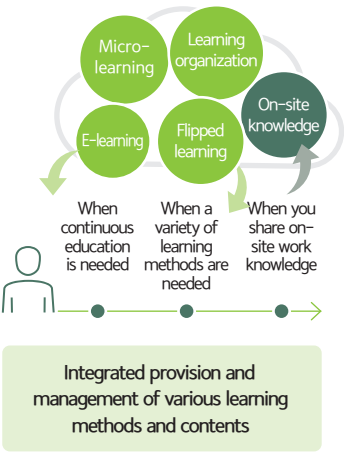 Micro-
learning
Learning
organization
On-site
knowledge
E-learning
Flipped
learning
When
continuous
education
is needed
When a
variety of
learning
methods are
needed
When you
share on-
site work
knowledge
Integrated provision and
management of various learning
methods and contents